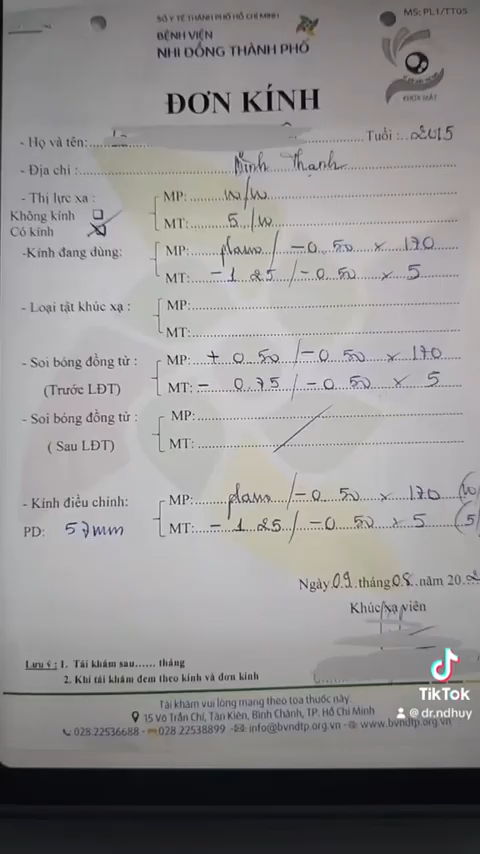 MS: PL1/TT05
SỞ Y TẾ THÀNH PHỐ HỒ CHÍ MINH
BỆNH VIỆN
NHI ĐỒNG THÀNH PHỐ
KHOA MẮT
ĐƠN KÍNH
- Họ và tên: Tuổi : 2015
- Địa chỉ : Bình Thạnh
- Thị lực xa :
MP: 10/10
Không kính
Có kính
MT: 5/10
-Kính đang dùng:
MP: plano / -0.50 x 170
MT: -1.25 / -0.50 x 5
- Loại tật khúc xạ :
MP:
MT:
- Soi bóng đồng tử :
MP: +0.50 / -0.50 x 170
(Trước LĐT)
MT: - 0.75 / -0.50 x 5
- Soi bóng đồng tử :
MP:
( Sau LĐT)
MT:
- Kính điều chỉnh:
MP: plano / -0.50 x 170 (10
PD: 57mm
MT: -1.25 / -0.50 x 5 (5
Ngày 09 tháng 08 năm 20
Khúc xạ viên
Lưu ý : 1. Tái khám sau...... tháng
2. Khi tái khám đem theo kính và đơn kính
Tái khám vui lòng mang theo toa thuốc này.
15 Võ Trần Chí, Tân Kiên, Bình Chánh, TP. Hồ Chí Minh
028.22536688 - 028.22538899 - info@bvndtp.org.vn - www.bvndtp.org.vn
TikTok
@dr.ndhuy